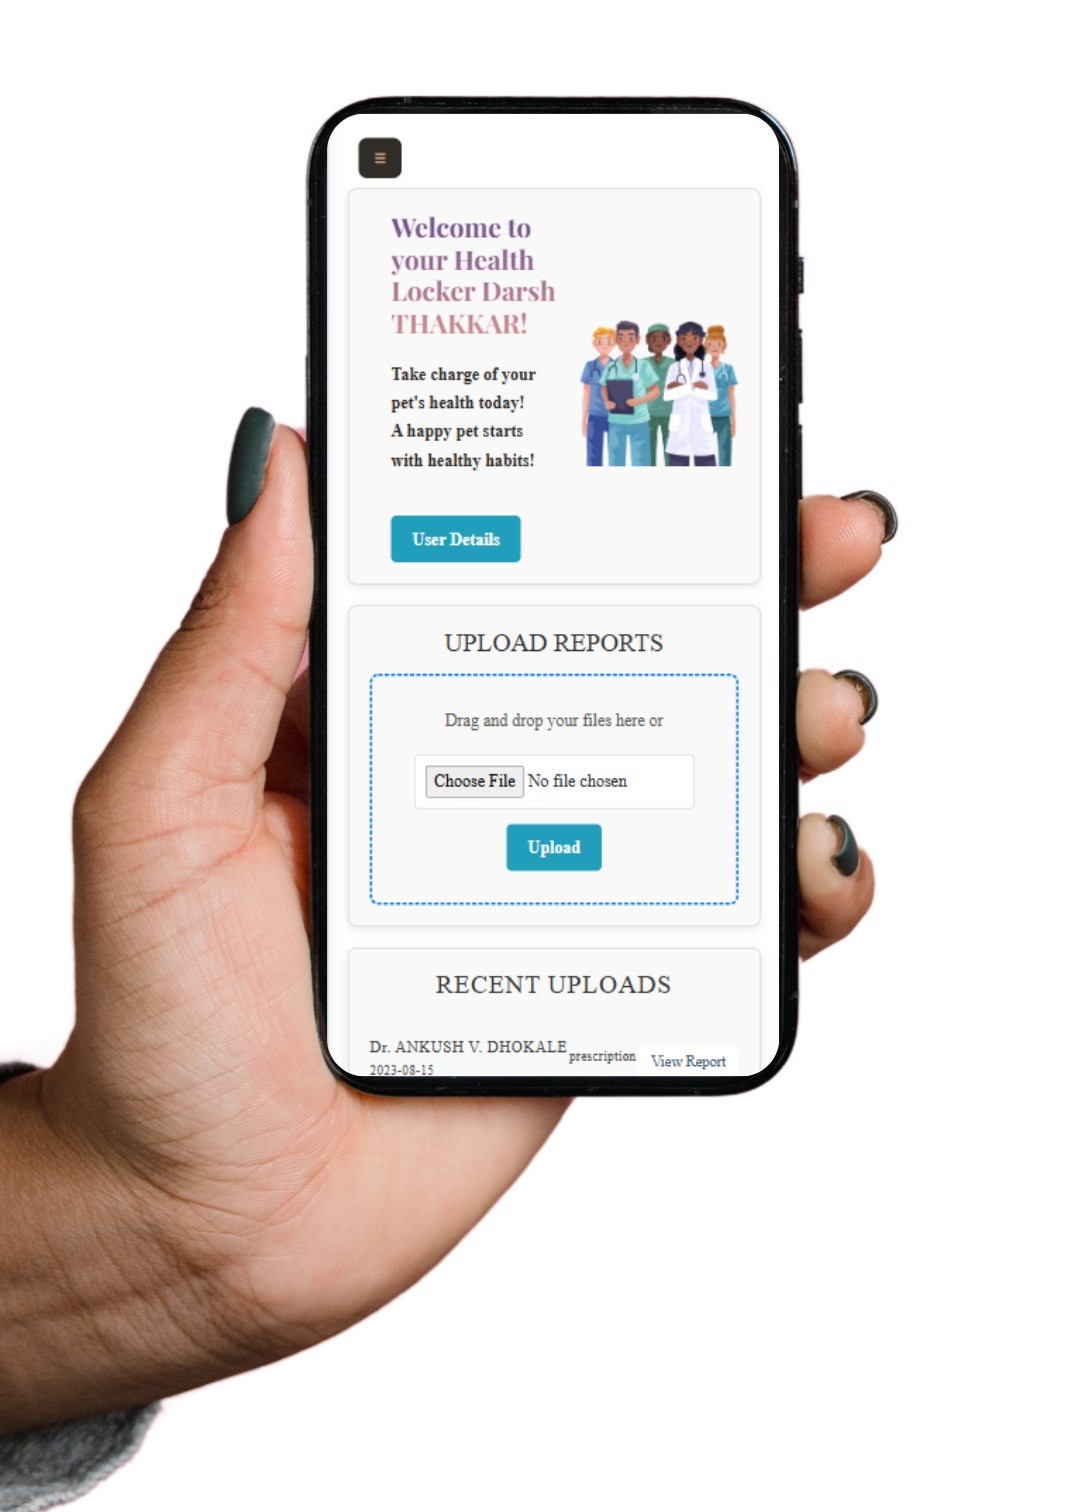 Welcome to
your Health
Locker Darsh
THAKKAR!
Take charge of your
pet's health today!
A happy pet starts
with healthy habits!
User Details
UPLOAD REPORTS
Drag and drop your files here or
Choose File No file chosen
Upload
RECENT UPLOADS
Dr. ANKUSH V. DHOKALE prescription View Report
2023-08-15